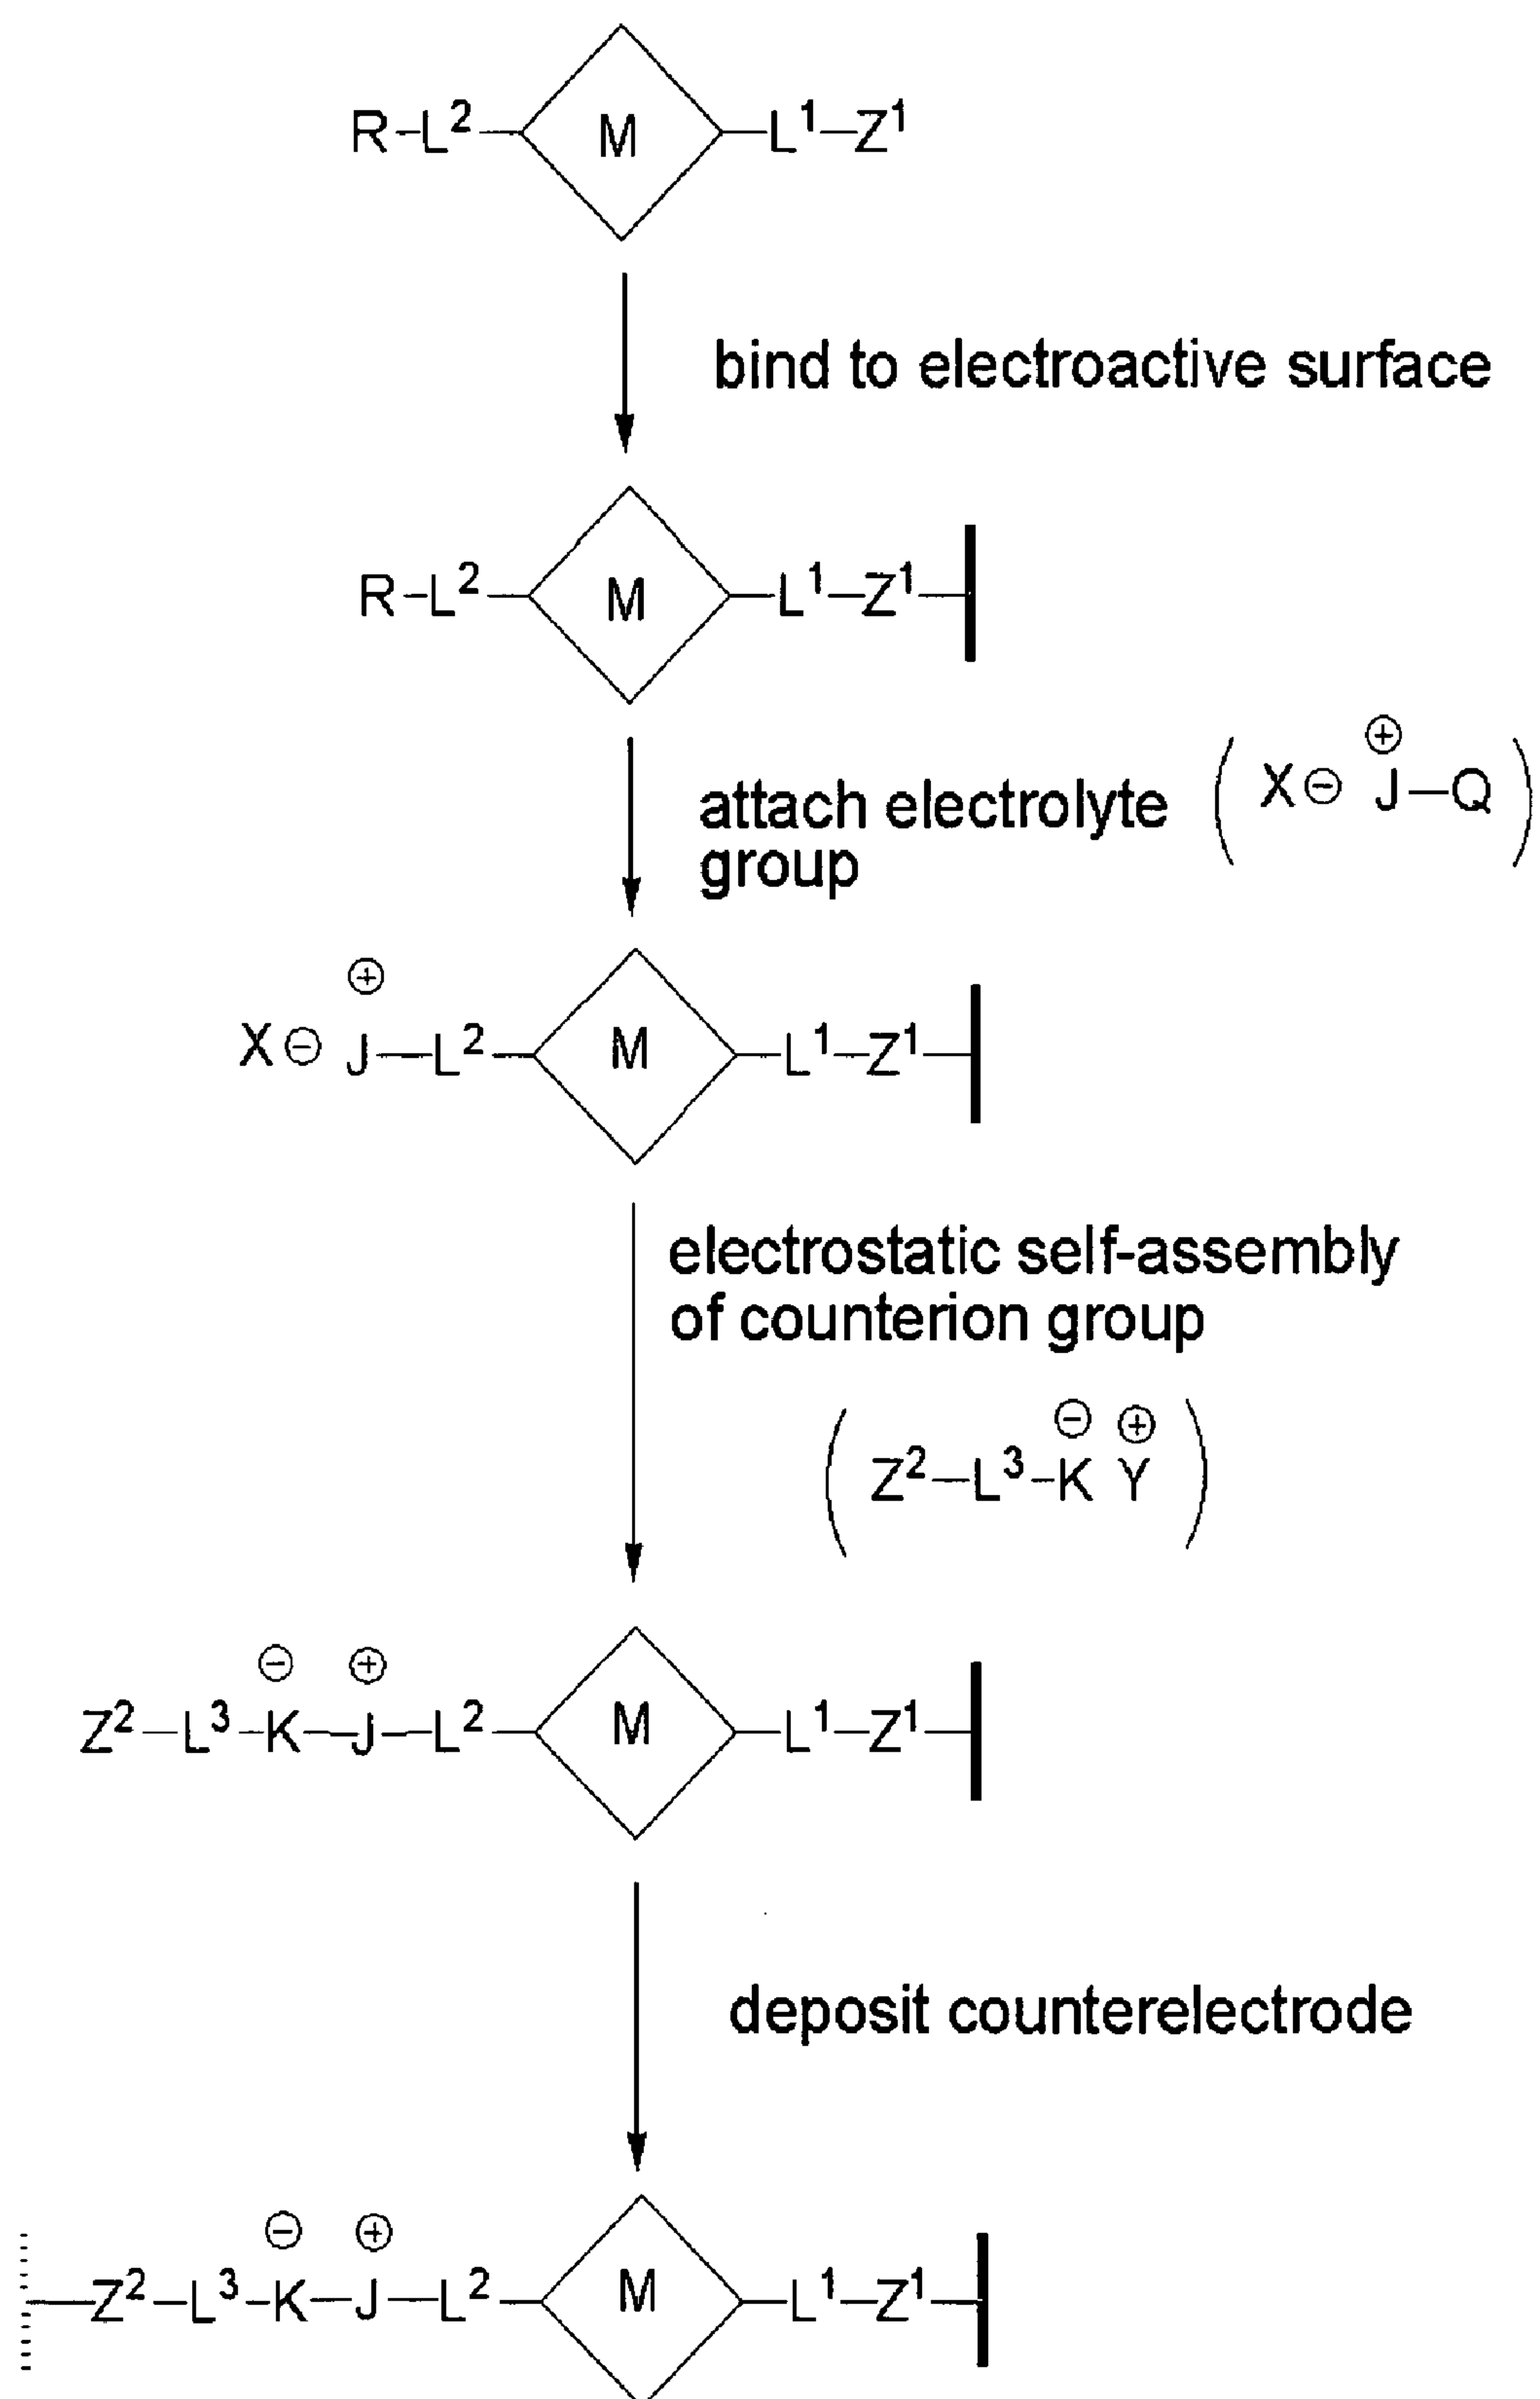 R-L² M L¹-Z¹
bind to electroactive surface
R-L² M L¹-Z¹
attach electrolyte ( X⊖ J⊕-Q )
group
X⊖ J⊕-L² M L¹-Z¹
electrostatic self-assembly
of counterion group
( Z²-L³-K⊖ Y⊕ )
Z²-L³-K⊖-J⊕-L² M L¹-Z¹
deposit counterelectrode
Z²-L³-K⊖-J⊕-L² M L¹-Z¹